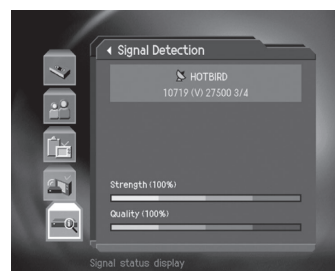 Signal Detection
HOTBIRD
10719 (V) 27500 3/4
Strength (100%)
Quality (100%)
Signal status display